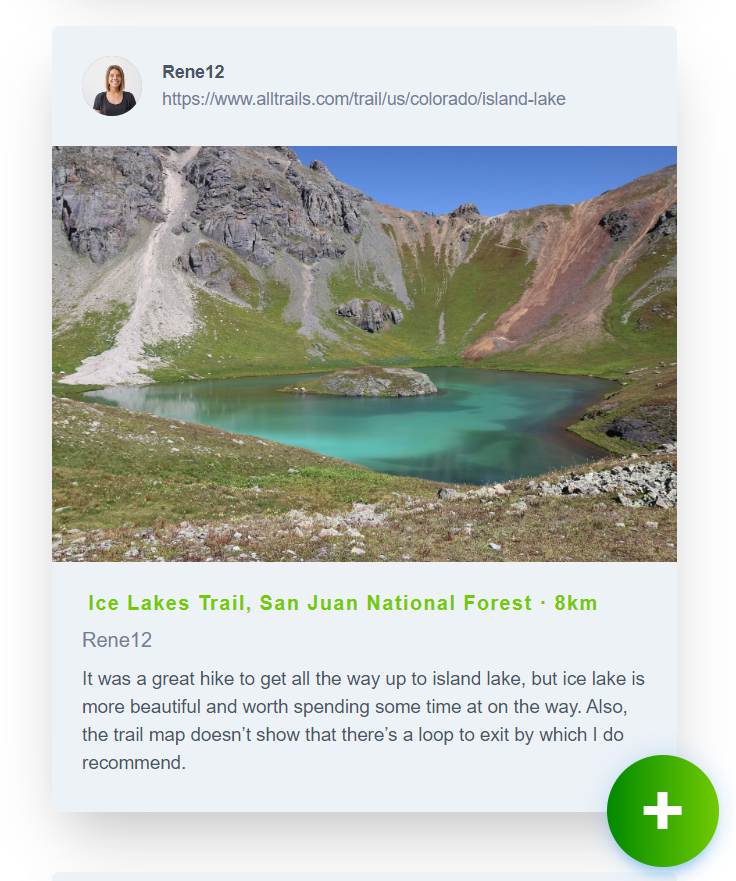 Rene12
https://www.alltrails.com/trail/us/colorado/island-lake
Ice Lakes Trail, San Juan National Forest · 8km
Rene12
It was a great hike to get all the way up to island lake, but ice lake is
more beautiful and worth spending some time at on the way. Also,
the trail map doesn’t show that there’s a loop to exit by which I do
recommend.